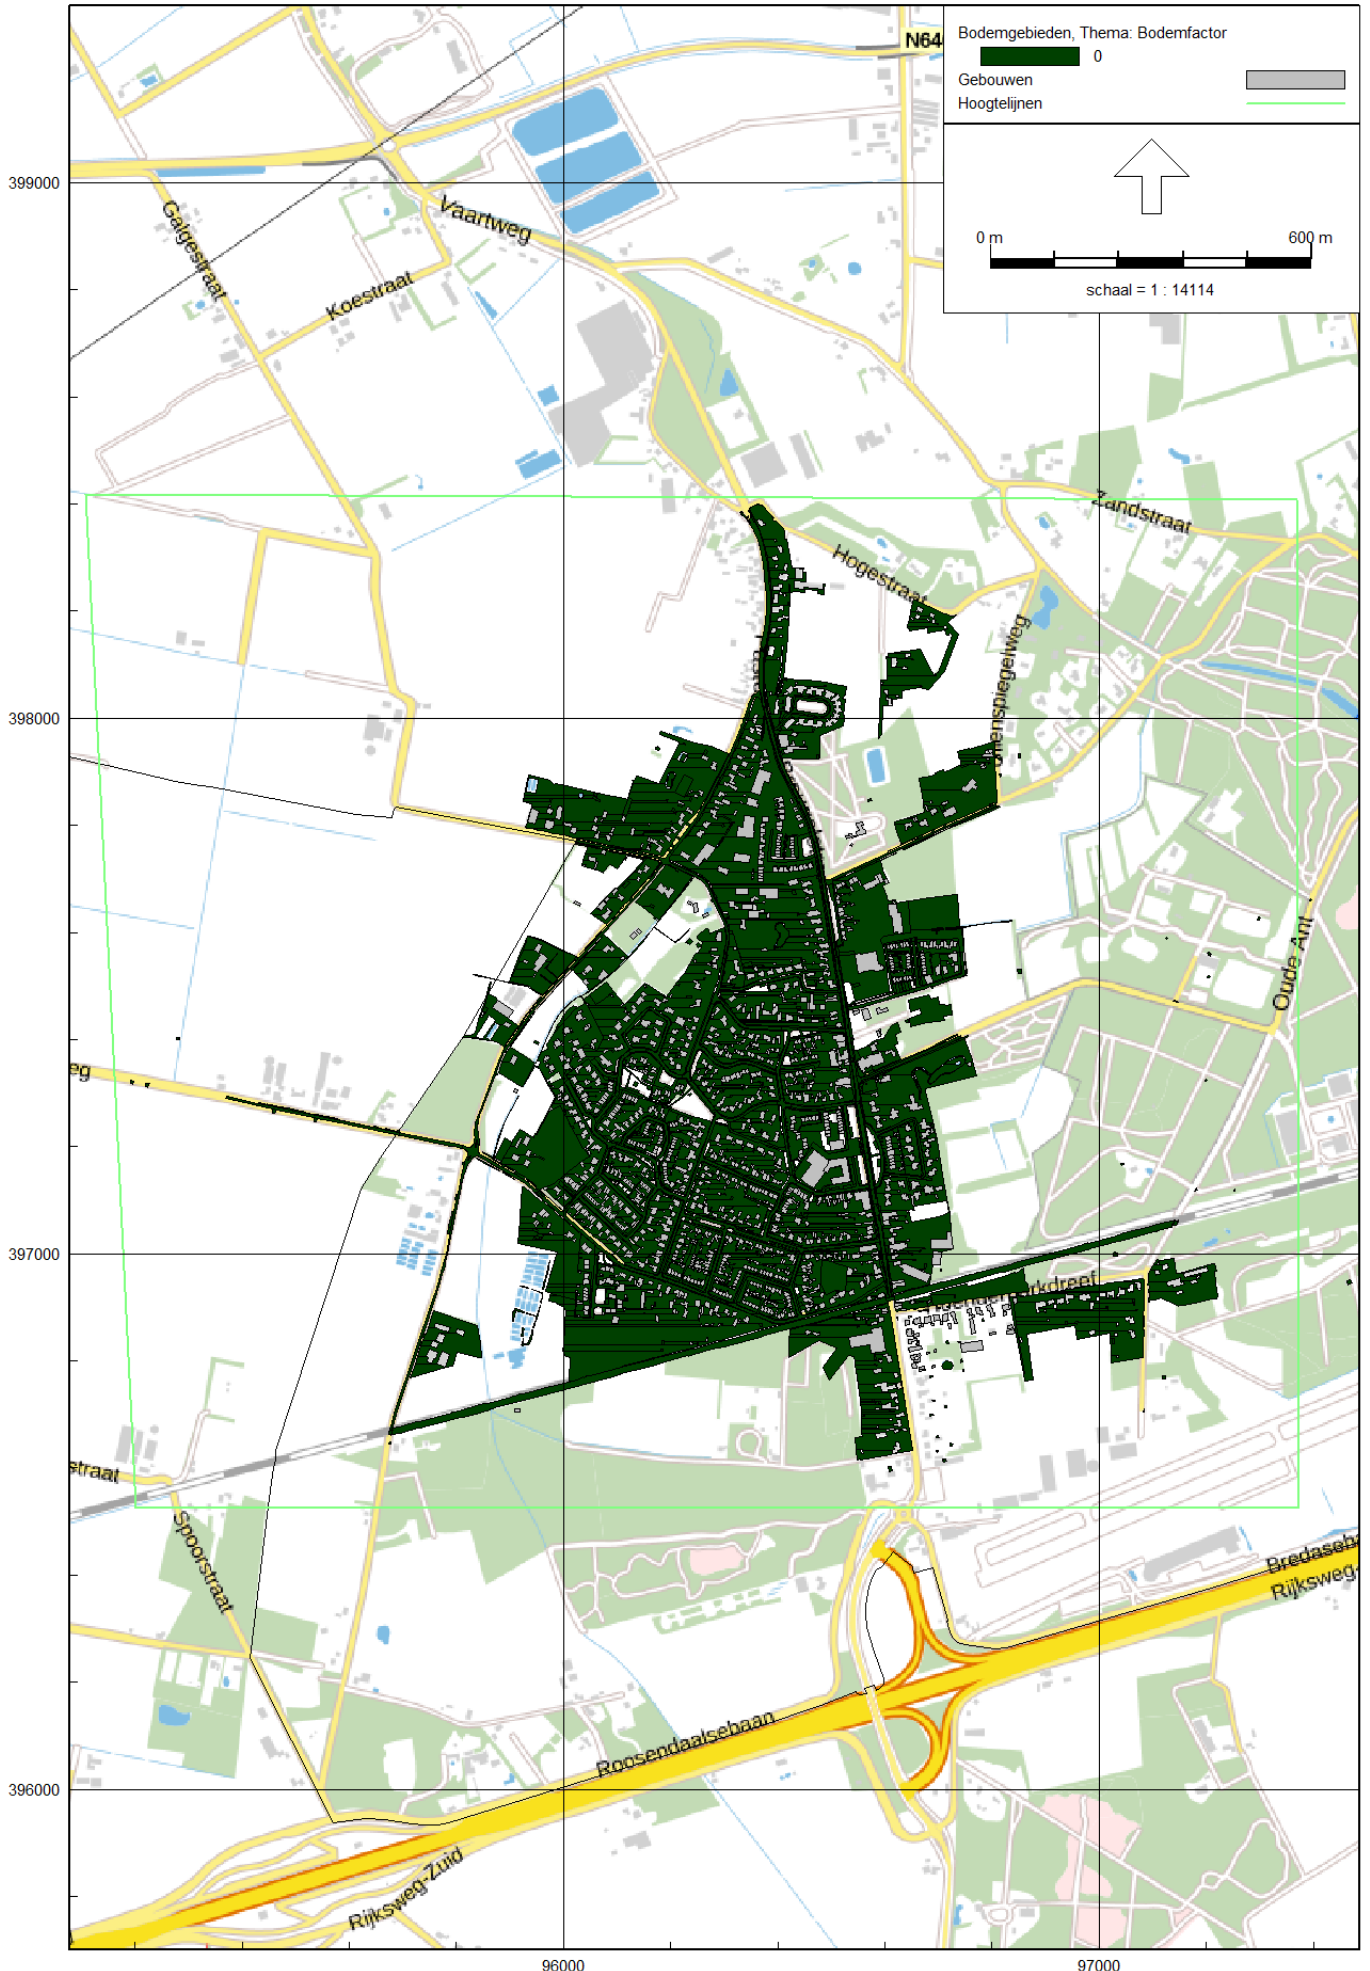 N64
Bodemgebieden, Thema: Bodemfactor
0
Gebouwen
Hoogtelijnen
0 m
600 m
schaal = 1 : 14114
399000
Galgestraat
Vaartweg
Koestraat
Zandstraat
Hogestraat
398000
Oude Ant
eg
397000
straat
Spoorstraat
Bredaseb
Rijksweg-
Roosendaalsebaan
396000
Rijksweg-Zuid
96000
97000